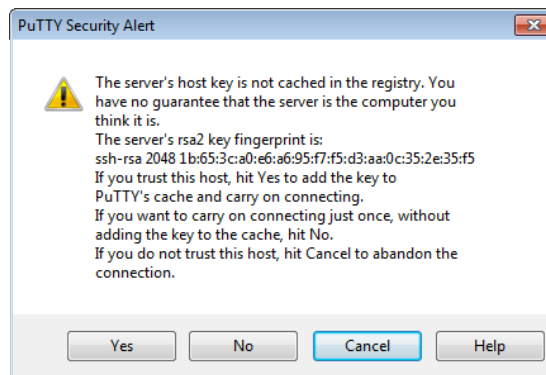 PuTTY Security Alert
The server's host key is not cached in the registry. You
have no guarantee that the server is the computer you
think it is.
The server's rsa2 key fingerprint is:
ssh-rsa 2048 1b:65:3c:a0:e6:a6:95:f7:f5:d3:aa:0c:35:2e:35:f5
If you trust this host, hit Yes to add the key to
PuTTY's cache and carry on connecting.
If you want to carry on connecting just once, without
adding the key to the cache, hit No.
If you do not trust this host, hit Cancel to abandon the
connection.
Yes No Cancel Help